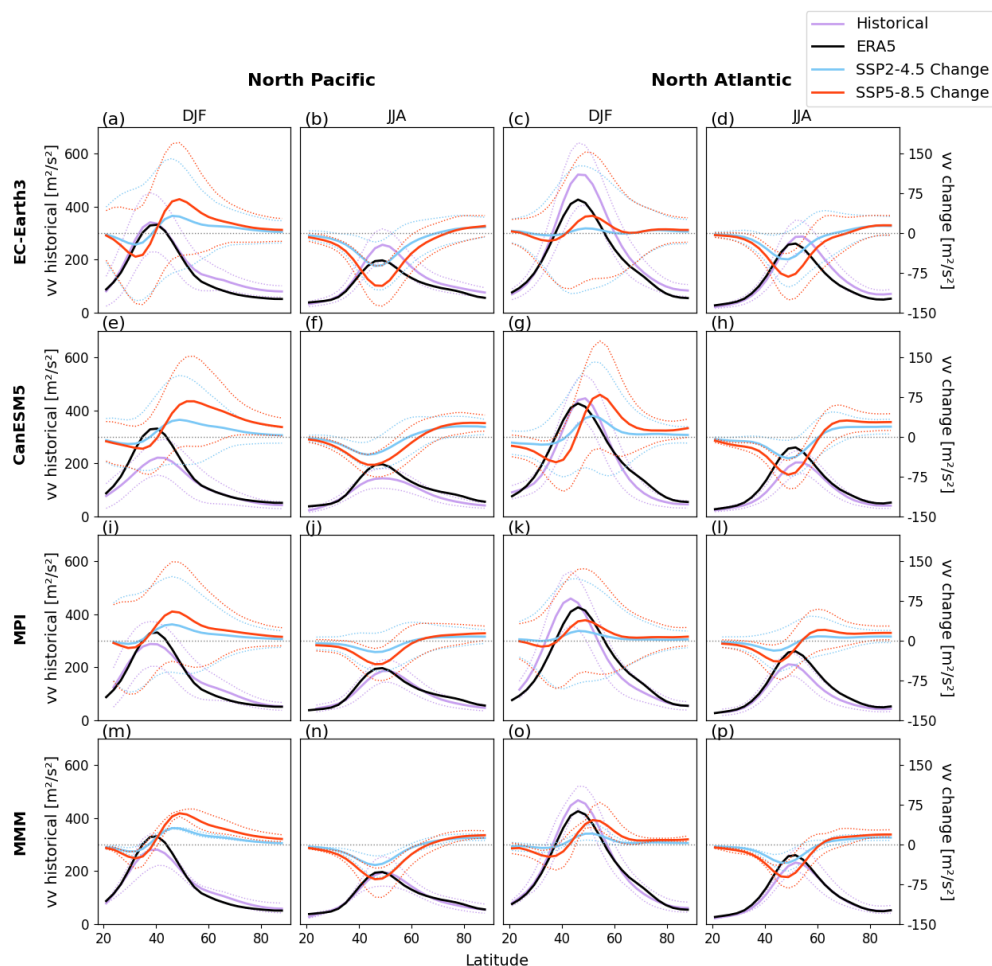 Historical
ERA5
SSP2-4.5 Change
SSP5-8.5 Change
North Pacific
North Atlantic
(a) DJF
(b) JJA
(c) DJF
(d) JJA
EC-Earth3
vv historical [m²/s²]
600
400
200
0
150
75
0
-75
-150
vv change [m²/s²]
(e)
(f)
(g)
(h)
CanESM5
vv historical [m²/s²]
600
400
200
0
150
75
0
-75
-150
vv change [m²/s²]
(i)
(j)
(k)
(l)
MPI
vv historical [m²/s²]
600
400
200
0
150
75
0
-75
-150
vv change [m²/s²]
(m)
(n)
(o)
(p)
MMM
vv historical [m²/s²]
600
400
200
0
150
75
0
-75
-150
vv change [m²/s²]
20 40 60 80
20 40 60 80
20 40 60 80
20 40 60 80
Latitude